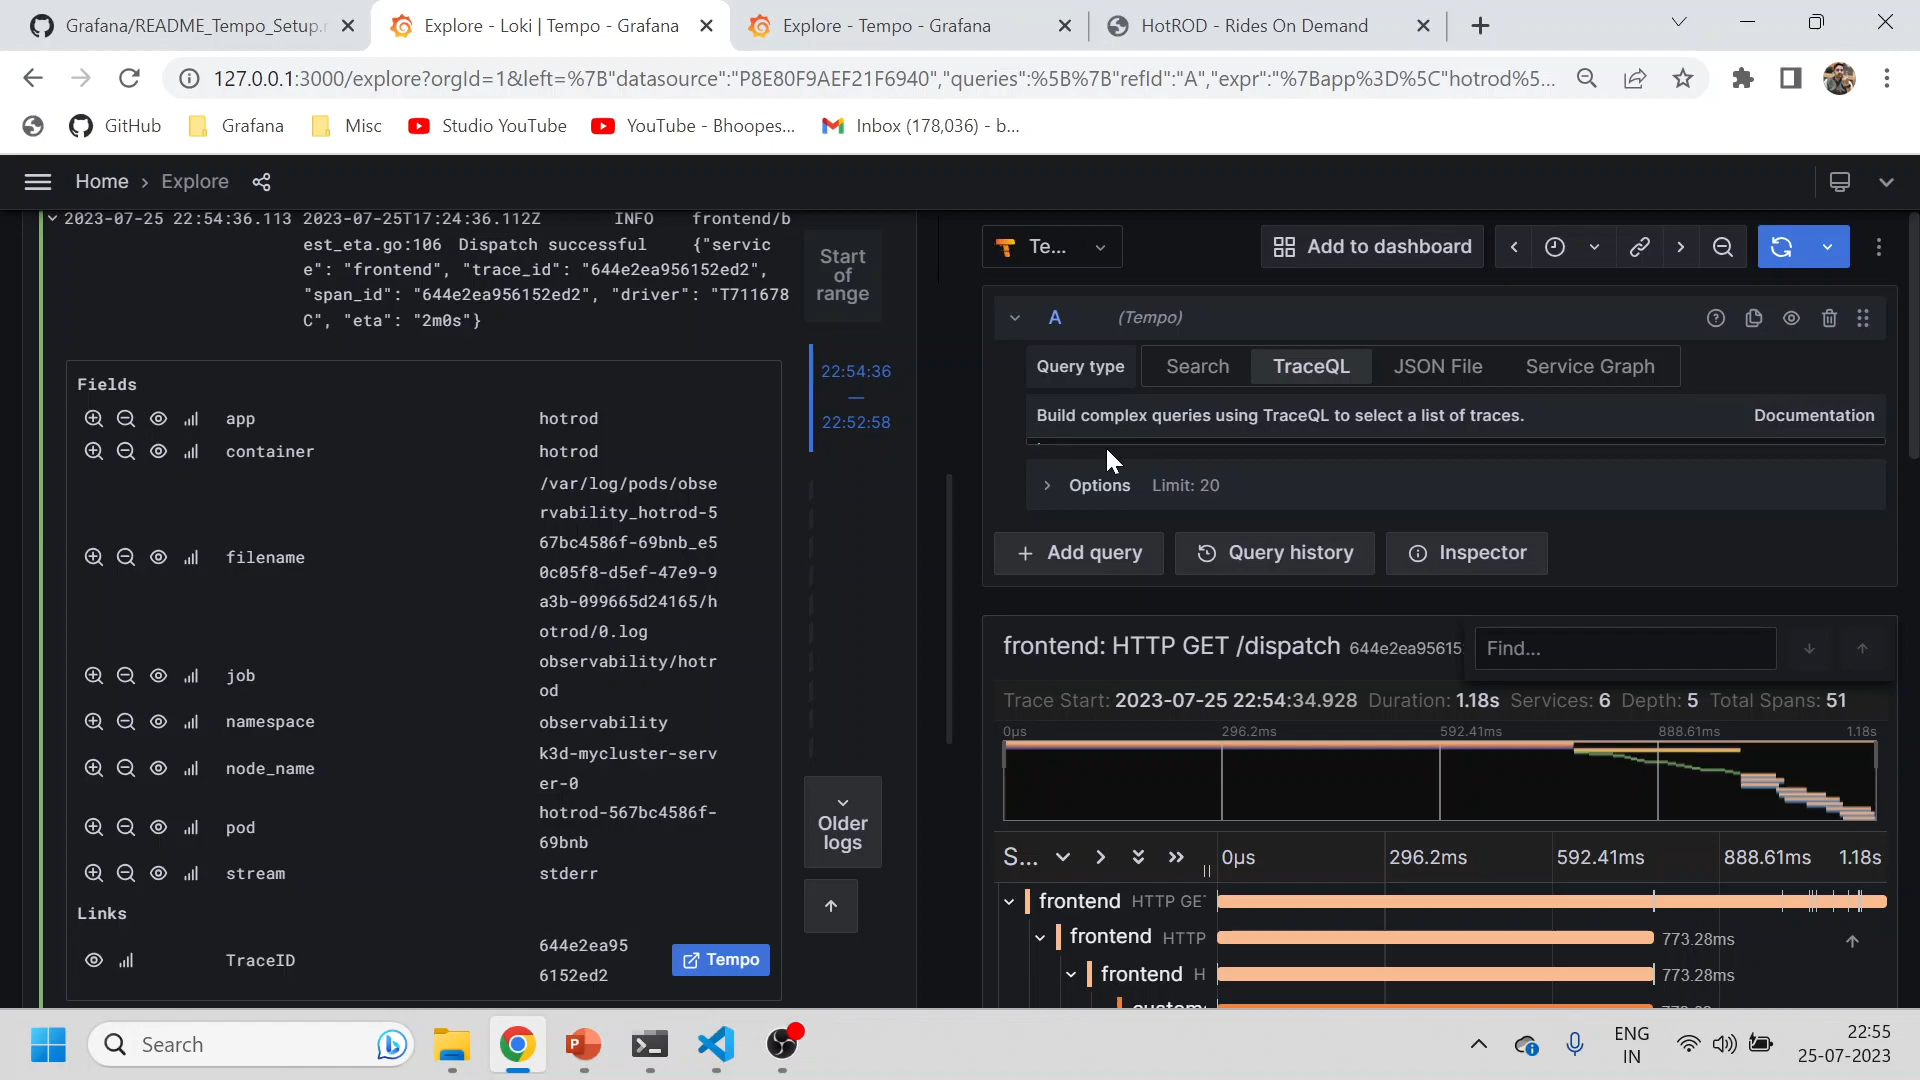 Grafana/README_Tempo_Setup.r
Explore - Loki | Tempo - Grafana
Explore - Tempo - Grafana
HotROD - Rides On Demand
127.0.0.1:3000/explore?orgId=1&left=%7B"datasource":"P8E80F9AEF21F6940","queries":%5B%7B"refId":"A","expr":"%7Bapp%3D%5C"hotrod%5...
GitHub
Grafana
Misc
Studio YouTube
YouTube - Bhoopes...
Inbox (178,036) - b...
Home › Explore
2023-07-25 22:54:36.113 2023-07-25T17:24:36.112Z INFO frontend/b
est_eta.go:106 Dispatch successful {"servic
e": "frontend", "trace_id": "644e2ea956152ed2",
"span_id": "644e2ea956152ed2", "driver": "T711678
C", "eta": "2m0s"}
Fields
app hotrod
container hotrod
filename
/var/log/pods/obse
rvability_hotrod-5
67bc4586f-69bnb_e5
0c05f8-d5ef-47e9-9
a3b-099665d24165/h
otrod/0.log
job
observability/hotr
od
namespace observability
node_name
k3d-mycluster-serv
er-0
pod
hotrod-567bc4586f-
69bnb
stream stderr
Links
TraceID
644e2ea95
6152ed2
Tempo
Start
of
range
22:54:36
—
22:52:58
Older
logs
Te...
Add to dashboard
A (Tempo)
Query type Search TraceQL JSON File Service Graph
Build complex queries using TraceQL to select a list of traces. Documentation
Options Limit: 20
+ Add query
Query history
Inspector
frontend: HTTP GET /dispatch 644e2ea95615
Find...
Trace Start: 2023-07-25 22:54:34.928 Duration: 1.18s Services: 6 Depth: 5 Total Spans: 51
0μs 296.2ms 592.41ms 888.61ms 1.18s
S... 0μs 296.2ms 592.41ms 888.61ms 1.18s
frontend HTTP GE
frontend HTTP 773.28ms
frontend H 773.28ms
Search
ENG
IN
22:55
25-07-2023